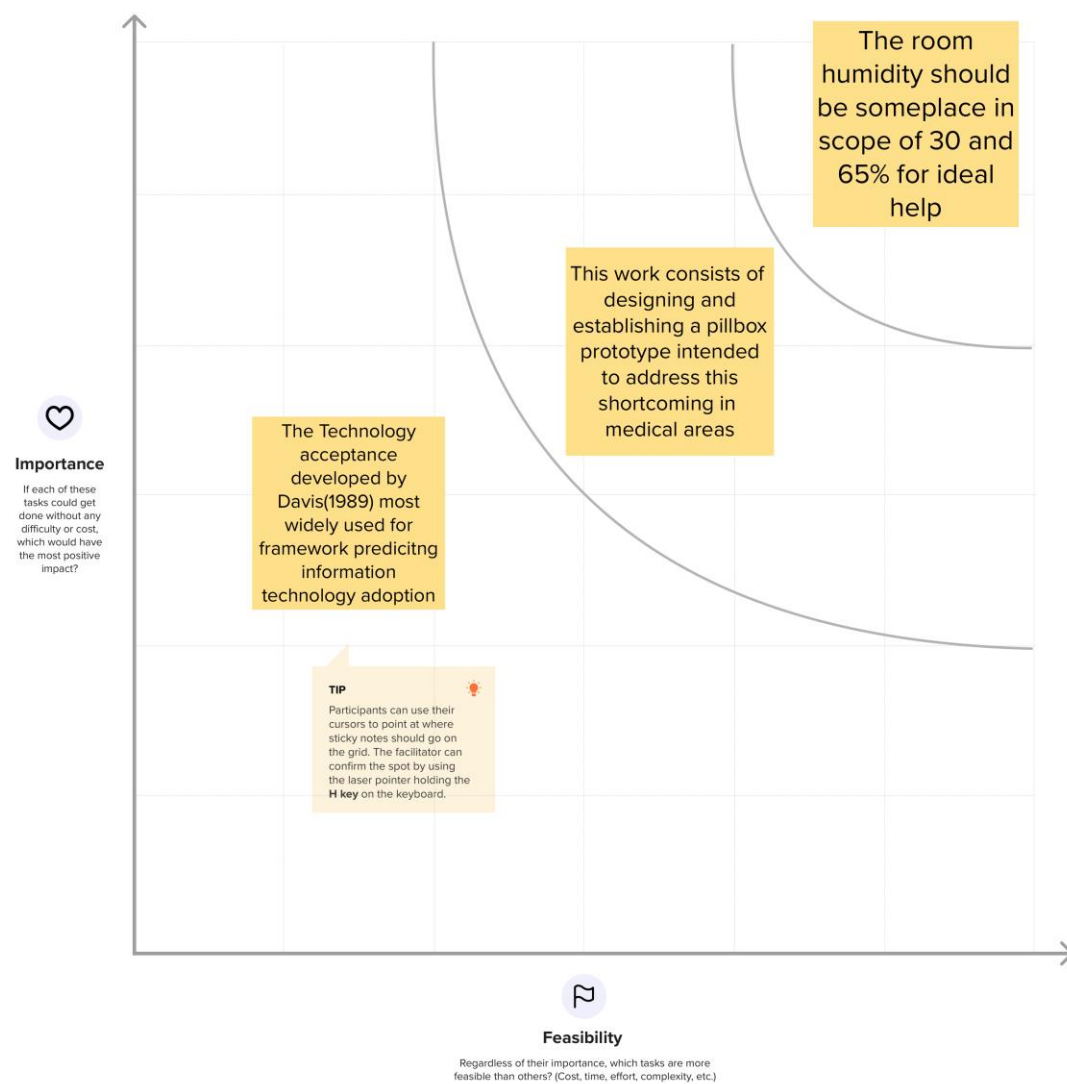 The room
humidity should
be someplace in
scope of 30 and
65% for ideal
help
This work consists of
designing and
establishing a pillbox
prototype intended
to address this
shortcoming in
medical areas
The Technology
acceptance
developed by
Davis(1989) most
widely used for
framework predicitng
information
technology adoption
Importance
If each of these
tasks could get
done without any
difficulty or cost,
which would have
the most positive
impact?
TIP
Participants can use their
cursors to point at where
sticky notes should go on
the grid. The facilitator can
confirm the spot by using
the laser pointer holding the
H key on the keyboard.
Feasibility
Regardless of their importance, which tasks are more
feasible than others? (Cost, time, effort, complexity, etc.)